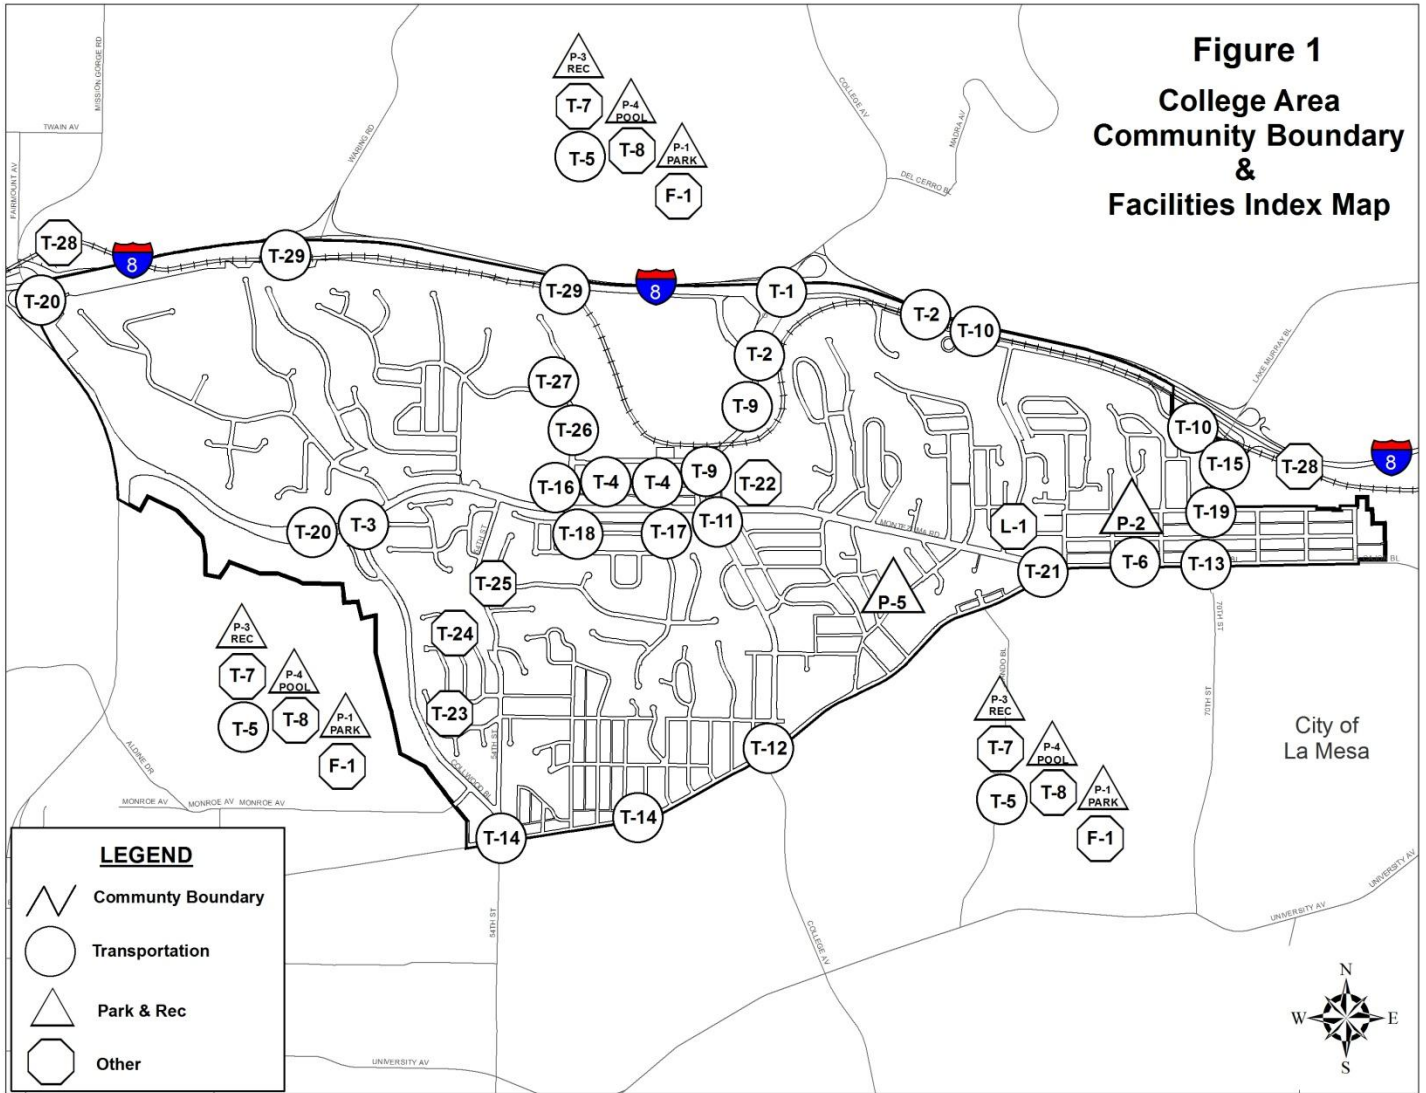 Figure 1
College Area
Community Boundary
&
Facilities Index Map
MISSION GORGE RD
TWAIN AV
FAIRMOUNT AV
WARING RD
COLLEGE AV
MADRA AV
DEL CERRO BL
LAKE MURRAY BL
P-3
REC
T-7
T-5
P-4
POOL
T-8
P-1
PARK
F-1
T-28
8
T-20
T-29
T-29
8
T-1
T-2
T-10
T-2
T-9
T-27
T-26
T-10
T-15
T-28
8
T-16
T-4
T-4
T-9
T-22
T-20
T-3
T-18
T-17
T-11
MONTEZUMA RD
L-1
P-2
T-19
54TH ST
T-25
P-5
T-21
T-6
T-13
70TH ST
T-24
T-23
54TH ST
COLLWOOD BL
T-12
T-14
T-14
P-3
REC
T-7
T-5
P-4
POOL
T-8
P-1
PARK
F-1
P-3
REC
T-7
T-5
P-4
POOL
T-8
P-1
PARK
F-1
70TH ST
City of
La Mesa
ALDINE DR
MONROE AV
MONROE AV
MONROE AV
54TH ST
COLLEGE AV
UNIVERSITY AV
UNIVERSITY AV
UNIVERSITY AV
LEGEND
Communty Boundary
Transportation
Park & Rec
Other
N
W
E
S